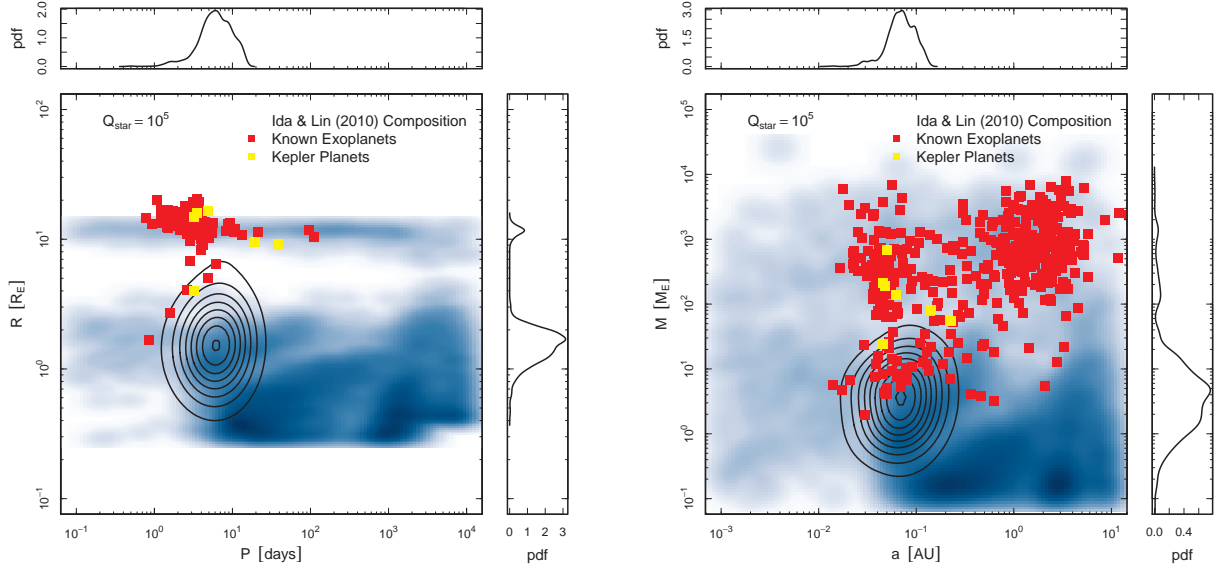 pdf
0.0 1.0 2.0
Q_star = 10^5
Ida & Lin (2010) Composition
Known Exoplanets
Kepler Planets
R [R_E]
10^2
10^1
10^0
10^-1
10^-1 10^0 10^1 10^2 10^3 10^4
P [days]
0 1 2 3
pdf
pdf
0.0 1.5 3.0
Q_star = 10^5
Ida & Lin (2010) Composition
Known Exoplanets
Kepler Planets
M [M_E]
10^5
10^4
10^3
10^2
10^1
10^0
10^-1
10^-3 10^-2 10^-1 10^0 10^1
a [AU]
0.0 0.4
pdf